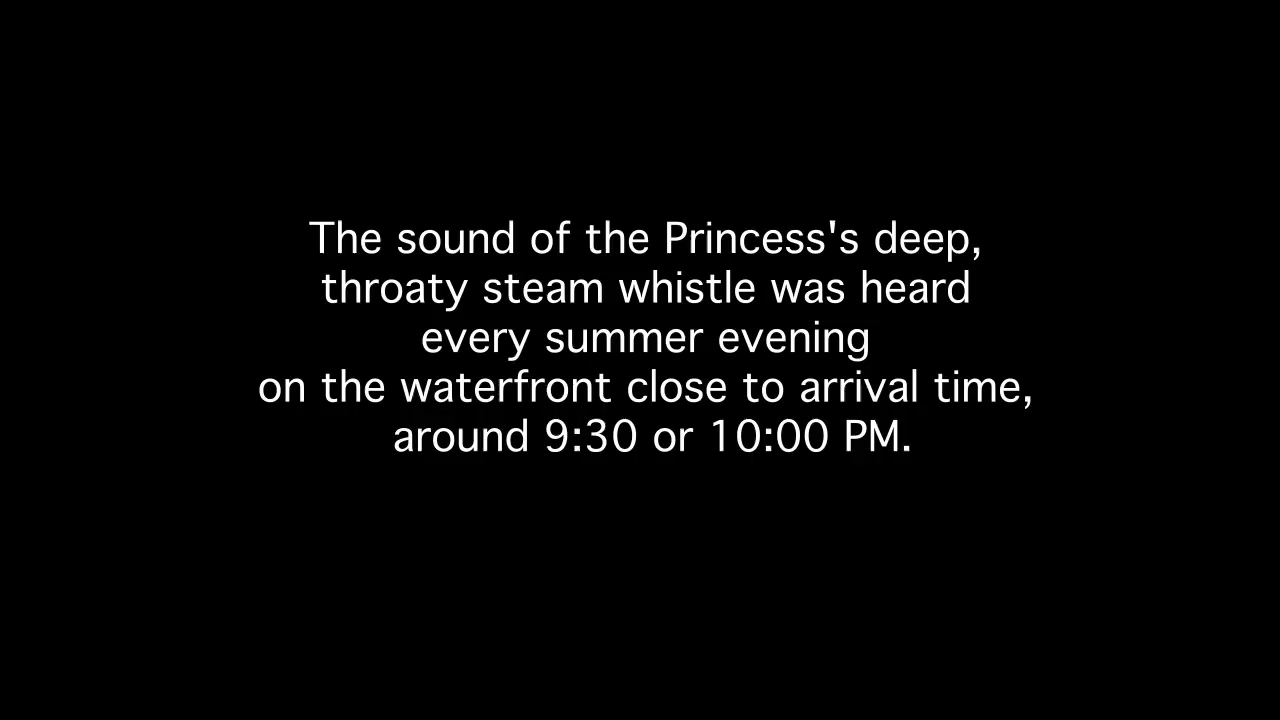 The sound of the Princess's deep,
throaty steam whistle was heard
every summer evening
on the waterfront close to arrival time,
around 9:30 or 10:00 PM.